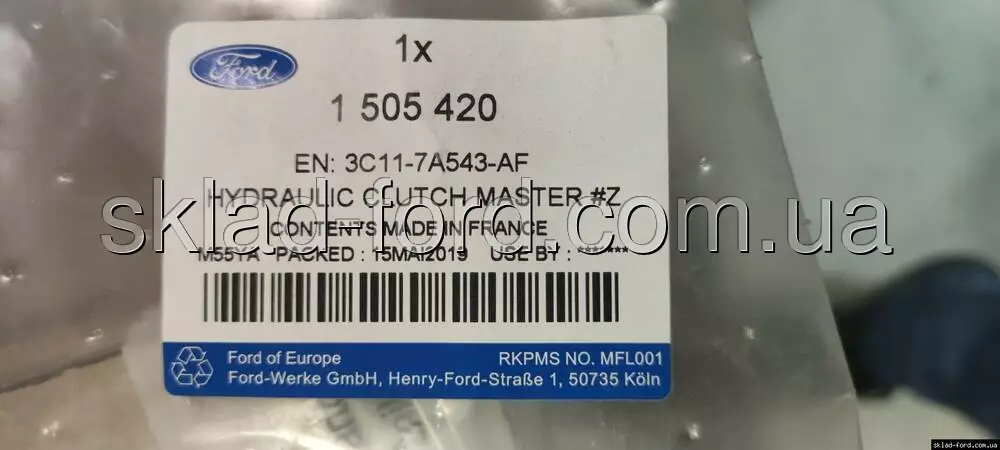 Ford
1x
1 505 420
EN: 3C11-7A543-AF
HYDRAULIC CLUTCH MASTER #Z
CONTENTS MADE IN FRANCE
M55YA PACKED : 15MAI2019 USE BY : ***.***
sklad-ford.com.ua
Ford of Europe RKPMS NO. MFL001
Ford-Werke GmbH, Henry-Ford-Straße 1, 50735 Köln
sklad-ford.com.ua